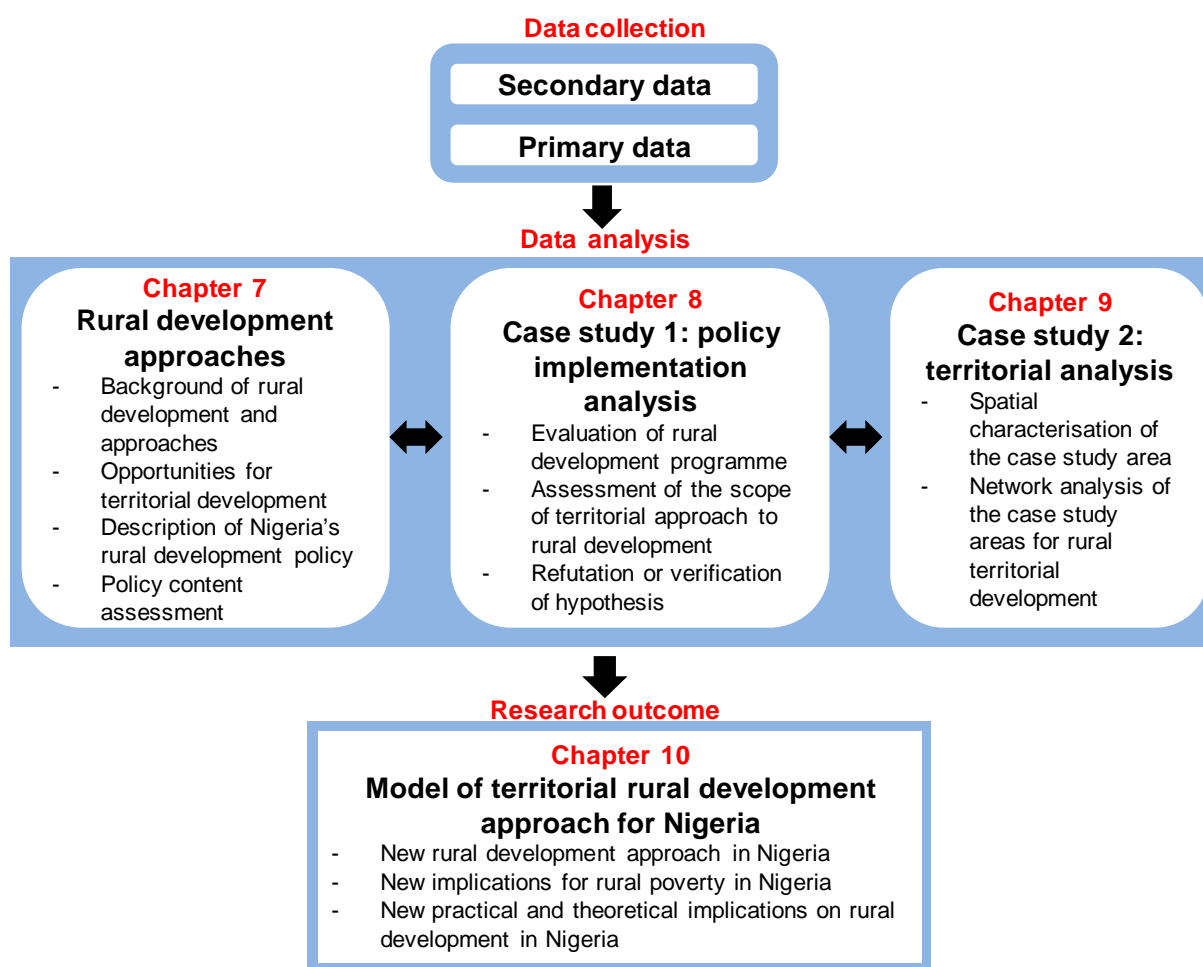 Data collection
Secondary data
Primary data
Data analysis
Chapter 7
Rural development
approaches
- Background of rural
development and
approaches
- Opportunities for
territorial development
- Description of Nigeria's
rural development policy
- Policy content
assessment
Chapter 8
Case study 1: policy
implementation
analysis
- Evaluation of rural
development programme
- Assessment of the scope
of territorial approach to
rural development
- Refutation or verification
of hypothesis
Chapter 9
Case study 2:
territorial analysis
- Spatial
characterisation of
the case study area
- Network analysis of
the case study
areas for rural
territorial
development
Research outcome
Chapter 10
Model of territorial rural development
approach for Nigeria
- New rural development approach in Nigeria
- New implications for rural poverty in Nigeria
- New practical and theoretical implications on rural
development in Nigeria